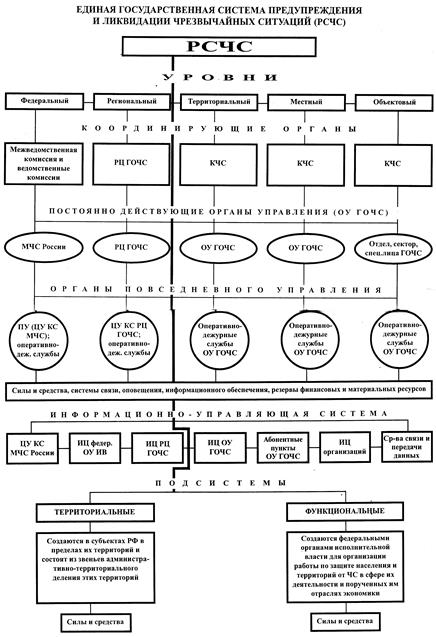 ЕДИНАЯ ГОСУДАРСТВЕННАЯ СИСТЕМА ПРЕДУПРЕЖДЕНИЯ
И ЛИКВИДАЦИИ ЧРЕЗВЫЧАЙНЫХ СИТУАЦИЙ (РСЧС)
РСЧС
УРОВНИ
Федеральный
Региональный
Территориальный
Местный
Объектовый
КООРДИНИРУЮЩИЕ ОРГАНЫ
Межведомственная
комиссия и
ведомственные
комиссии
РЦ ГОЧС
КЧС
КЧС
КЧС
ПОСТОЯННО ДЕЙСТВУЮЩИЕ ОРГАНЫ УПРАВЛЕНИЯ (ОУ ГОЧС)
МЧС России
РЦ ГОЧС
ОУ ГОЧС
ОУ ГОЧС
Отдел, сектор,
спец.лица ГОЧС
ОРГАНЫ ПОВСЕДНЕВНОГО УПРАВЛЕНИЯ
ПУ (ЦУ КС
МЧС);
оперативно-
деж. службы
ЦУ КС РЦ
ГОЧС;
оперативно-
деж. службы
Оперативно-
дежурные
службы
ОУ ГОЧС
Оперативно-
дежурные
службы
ОУ ГОЧС
Оперативно-
дежурные
службы
ОУ ГОЧС
Силы и средства, системы связи, оповещения, информационного обеспечения, резервы финансовых и материальных ресурсов
ИНФОРМАЦИОННО-УПРАВЛЯЮЩАЯ СИСТЕМА
ЦУ КС
МЧС России
ИЦ федер.
ОУ ИВ
ИЦ РЦ
ГОЧС
ИЦ ОУ
ГОЧС
Абонентные
пункты
ОУ ГОЧС
ИЦ
организаций
Ср-ва связи и
передачи
данных
ПОДСИСТЕМЫ
ТЕРРИТОРИАЛЬНЫЕ
ФУНКЦИОНАЛЬНЫЕ
Создаются в субъектах РФ в
пределах их территорий и
состоят из звеньев администра-
тивно-территориального
деления этих территорий
Создаются федеральными
органами исполнительной
власти для организации
работы по защите населения и
территорий от ЧС в сфере их
деятельности и порученных им
отраслях экономики
Силы и средства
Силы и средства